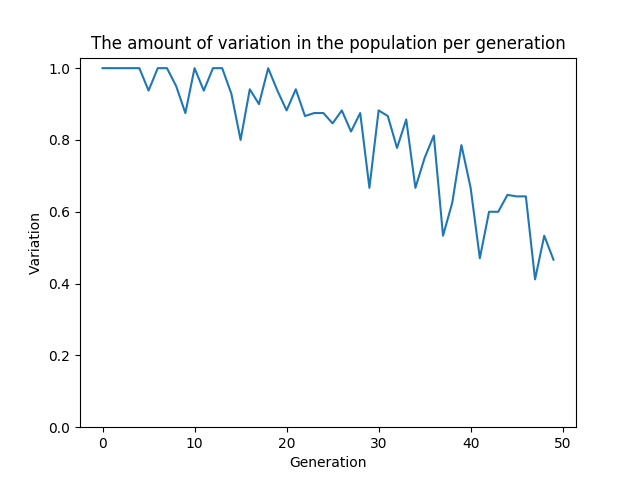 The amount of variation in the population per generation
1.0
0.8
0.6
0.4
0.2
0.0
Variation
0 10 20 30 40 50
Generation